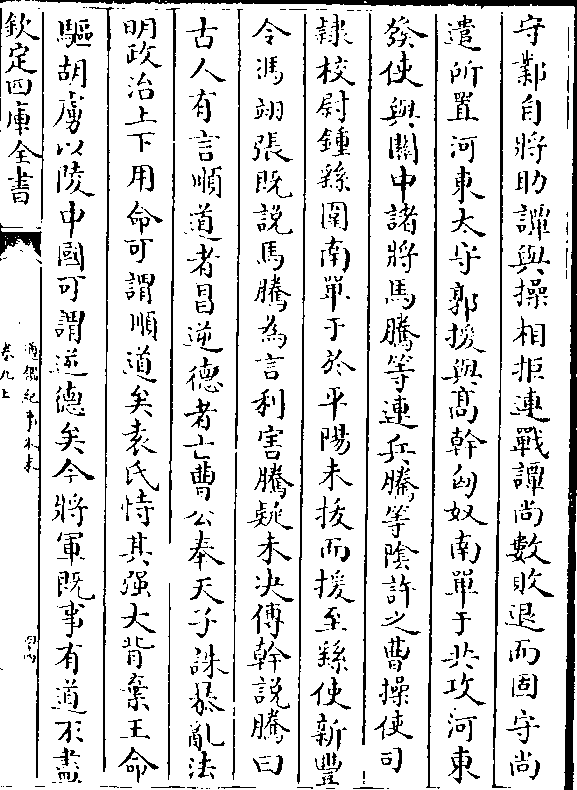 守鄴自將助譚與操相拒連戰譚尚數敗退而固守尚
遣所置河東太守郭援與髙幹匈奴南單于共攻河東
發使與關中諸將馬騰等連兵騰等陰許之曹操使司
隷校尉鍾繇圍南單于於平陽未拔而援至繇使新豐
令馮翊張既説馬騰為言利害騰疑未决傅幹説騰曰
古人有言順道者昌逆德者亡曹公奉天子誅暴亂法
明政治上下用命可謂順道矣袁氏恃其强大背棄王命
驅胡虜以陵中國可謂逆德矣今將軍既事有道不盡
欽定四庫全書
通鑑紀事本末
卷九上